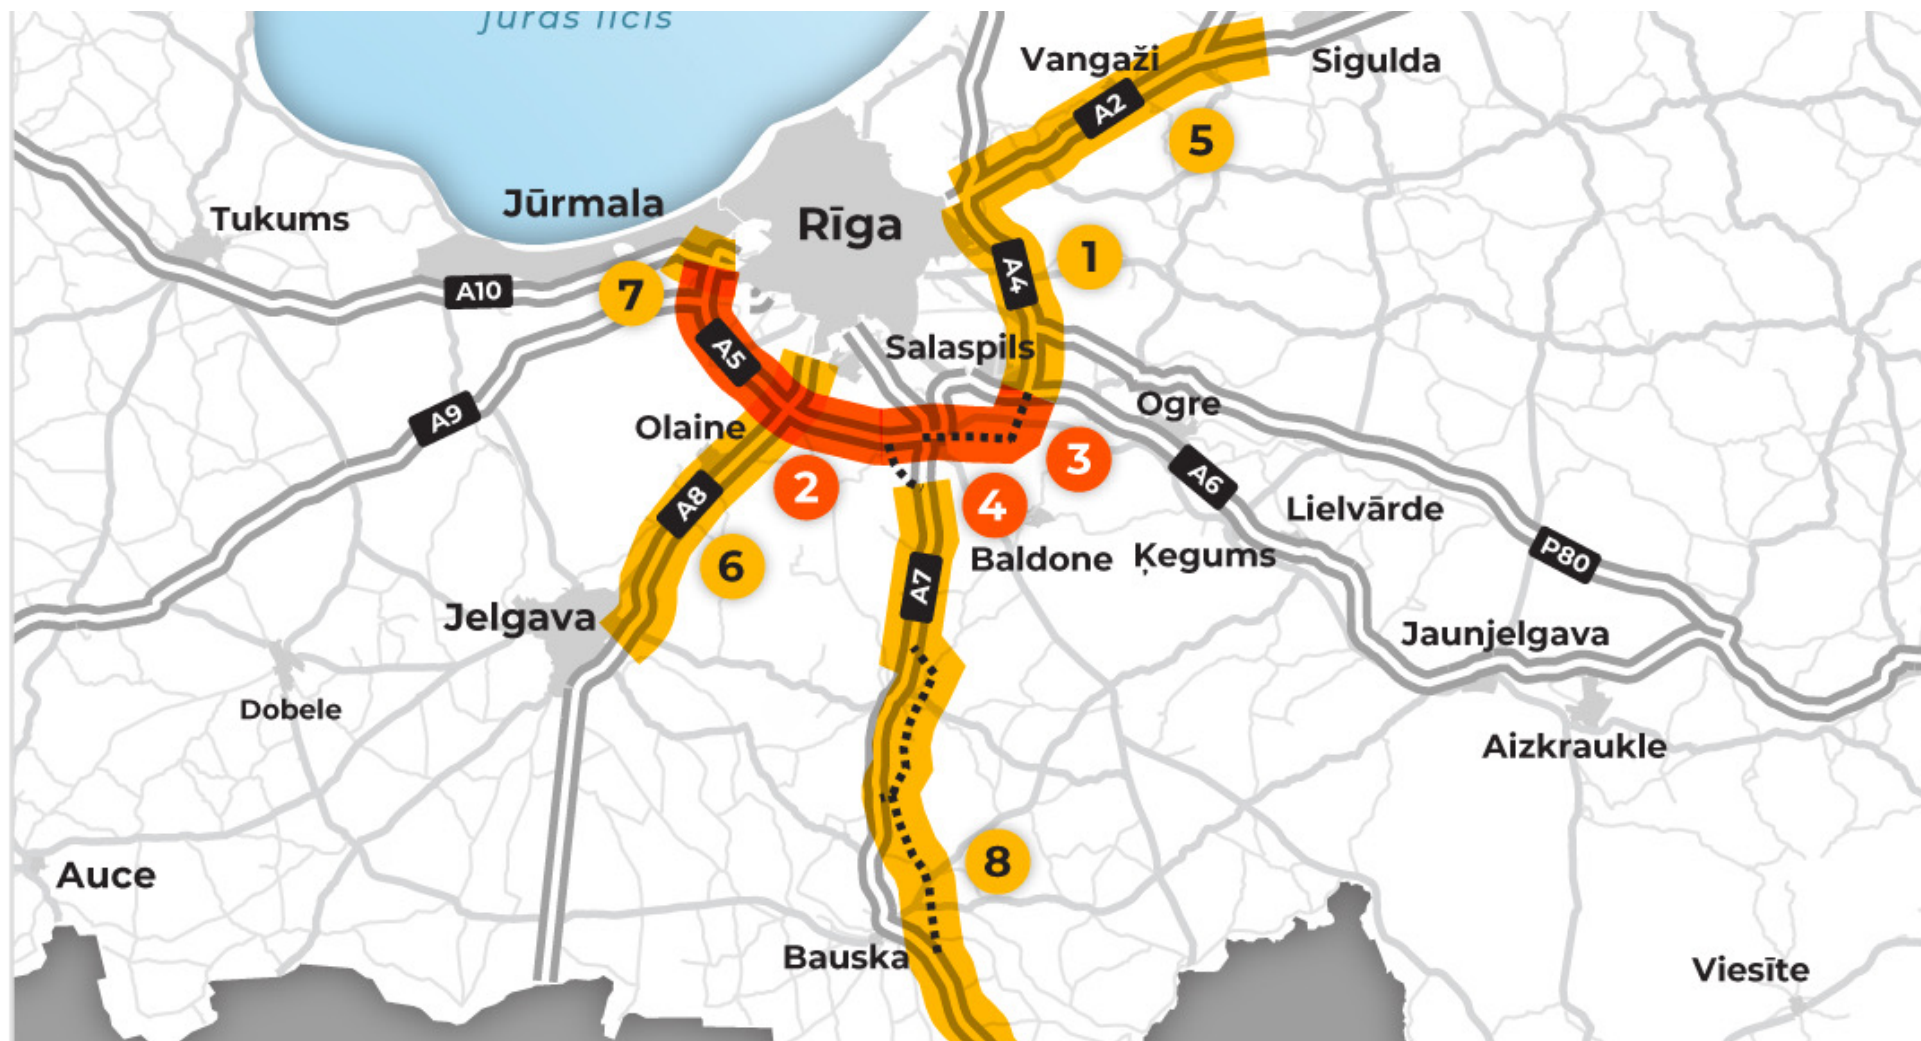 jūras līcis
Vangaži
Sigulda
A2
5
Jūrmala
Tukums
Rīga
1
A4
A10
7
A5
Salaspils
A9
Ogre
Olaine
3
2
A8
4
A6
Lielvārde
Baldone
Ķegums
P80
6
A7
Jelgava
Jaunjelgava
Dobele
Aizkraukle
8
Auce
Bauska
Viesīte